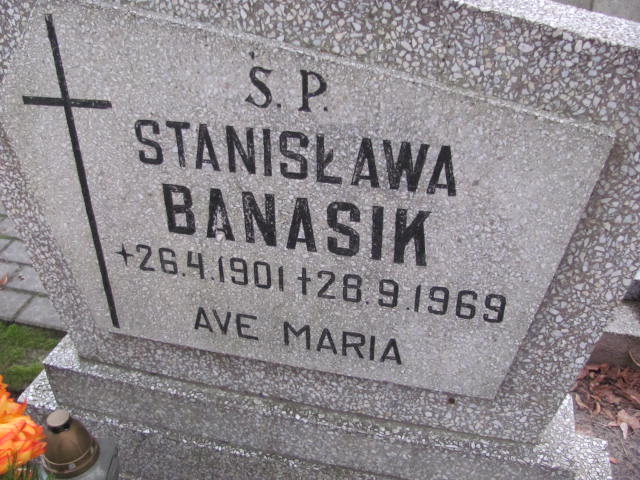 Ś.P.
STANISŁAWA
BANASIK
+26.4.1901 †28.9.1969
AVE MARIA